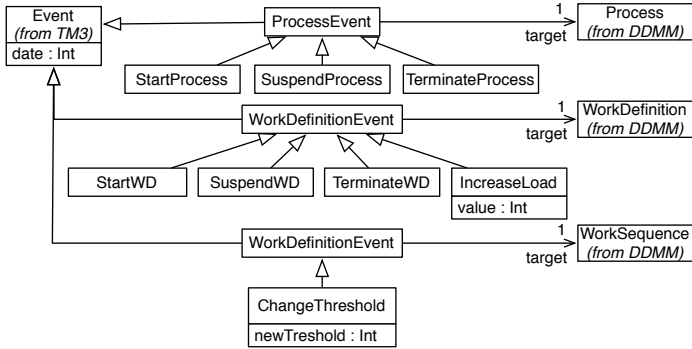 Event
(from TM3)
date : Int
ProcessEvent
1
target
Process
(from DDMM)
StartProcess
SuspendProcess
TerminateProcess
WorkDefinitionEvent
1
target
WorkDefinition
(from DDMM)
StartWD
SuspendWD
TerminateWD
IncreaseLoad
value : Int
WorkDefinitionEvent
1
target
WorkSequence
(from DDMM)
ChangeThreshold
newTreshold : Int